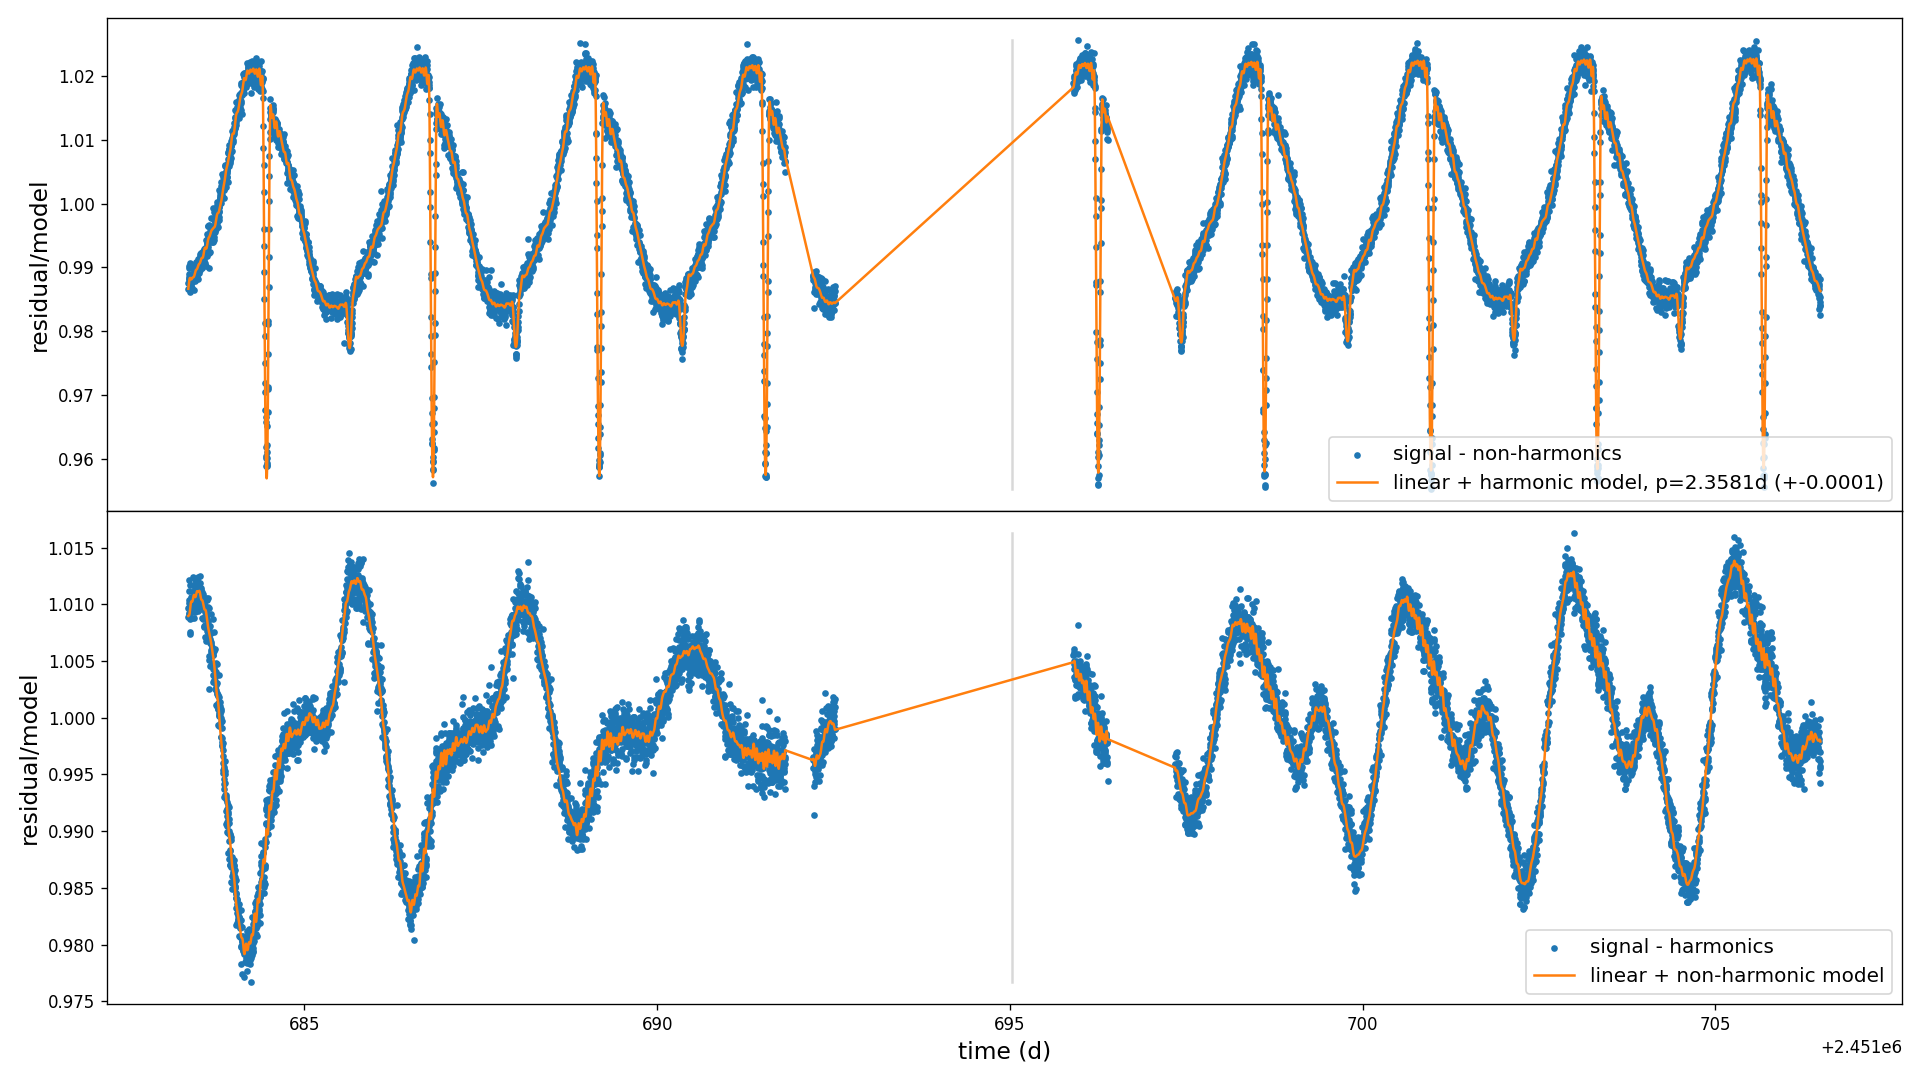 1.02
1.01
1.00
0.99
0.98
0.97
0.96
residual/model
signal - non-harmonics
linear + harmonic model, p=2.3581d (+-0.0001)
1.015
1.010
1.005
1.000
0.995
0.990
0.985
0.980
0.975
residual/model
signal - harmonics
linear + non-harmonic model
685 690 695 700 705
time (d)
+2.451e6